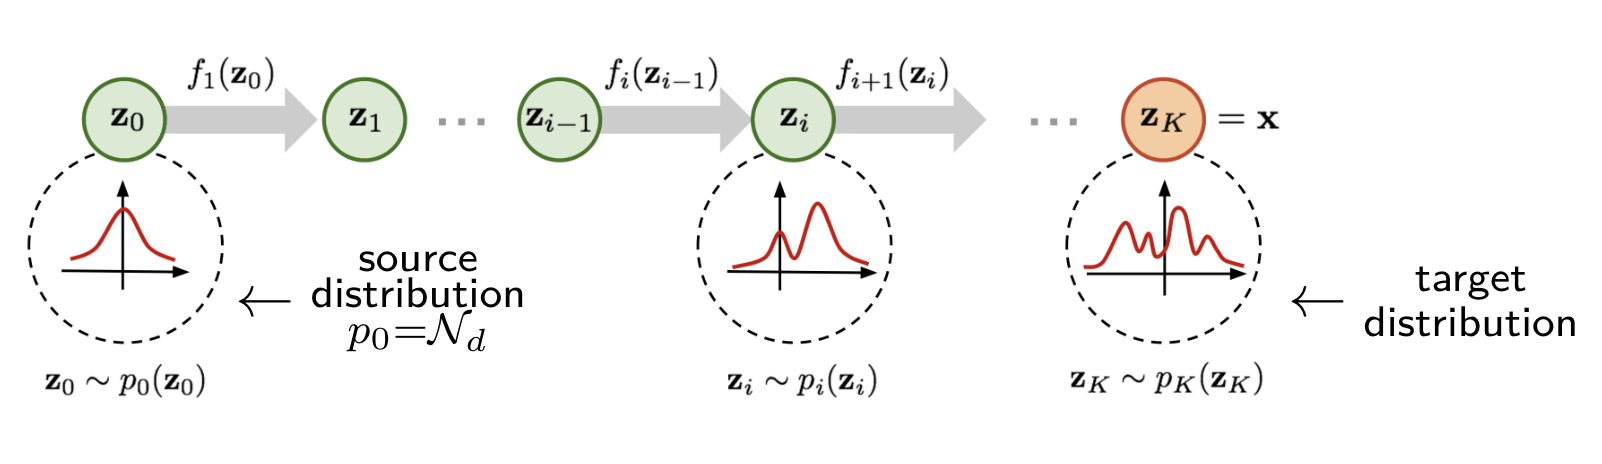 f₁(z₀) fᵢ(zᵢ₋₁) fᵢ₊₁(zᵢ)
z₀ z₁ ··· zᵢ₋₁ zᵢ ··· z_K = x
source
distribution
p₀=𝒩_d
target
distribution
z₀ ∼ p₀(z₀) zᵢ ∼ pᵢ(zᵢ) z_K ∼ p_K(z_K)